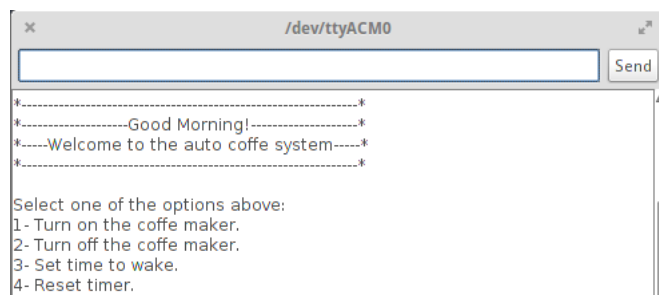 /dev/ttyACM0
Send
*----------------------------------------------------------------*
*--------------------Good Morning!--------------------*
*-----Welcome to the auto coffe system-----*
*----------------------------------------------------------------*
Select one of the options above:
1- Turn on the coffe maker.
2- Turn off the coffe maker.
3- Set time to wake.
4- Reset timer.